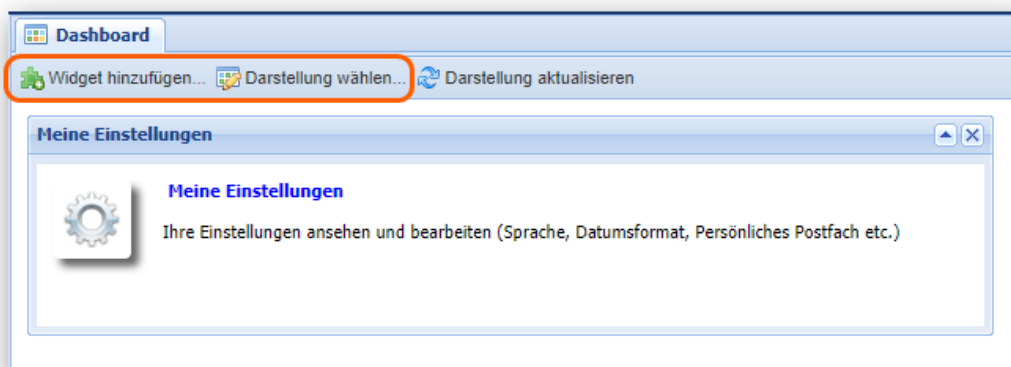 Dashboard
Widget hinzufügen... Darstellung wählen... Darstellung aktualisieren
Meine Einstellungen
Meine Einstellungen
Ihre Einstellungen ansehen und bearbeiten (Sprache, Datumsformat, Persönliches Postfach etc.)